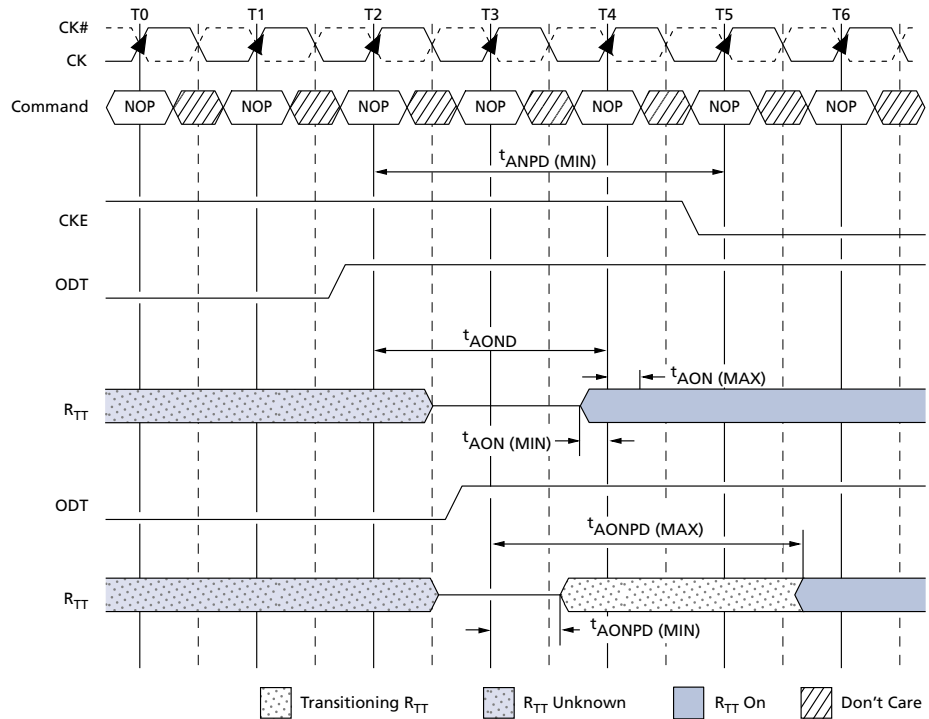 T0 T1 T2 T3 T4 T5 T6
CK#
CK
Command NOP NOP NOP NOP NOP NOP NOP
tANPD (MIN)
CKE
ODT
tAOND
tAON (MAX)
RTT
tAON (MIN)
ODT
tAONPD (MAX)
RTT
tAONPD (MIN)
Transitioning RTT RTT Unknown RTT On Don't Care